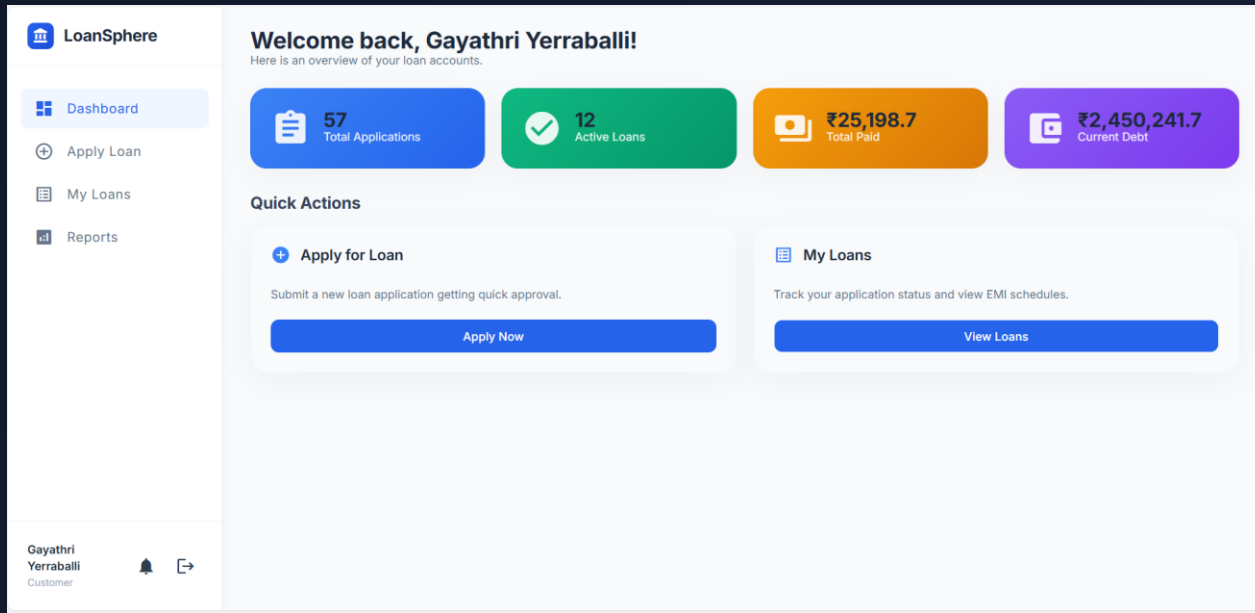 LoanSphere
Dashboard
Apply Loan
My Loans
Reports
Gayathri
Yerraballi
Customer
Welcome back, Gayathri Yerraballi!
Here is an overview of your loan accounts.
57
Total Applications
12
Active Loans
₹25,198.7
Total Paid
₹2,450,241.7
Current Debt
Quick Actions
Apply for Loan
Submit a new loan application getting quick approval.
Apply Now
My Loans
Track your application status and view EMI schedules.
View Loans